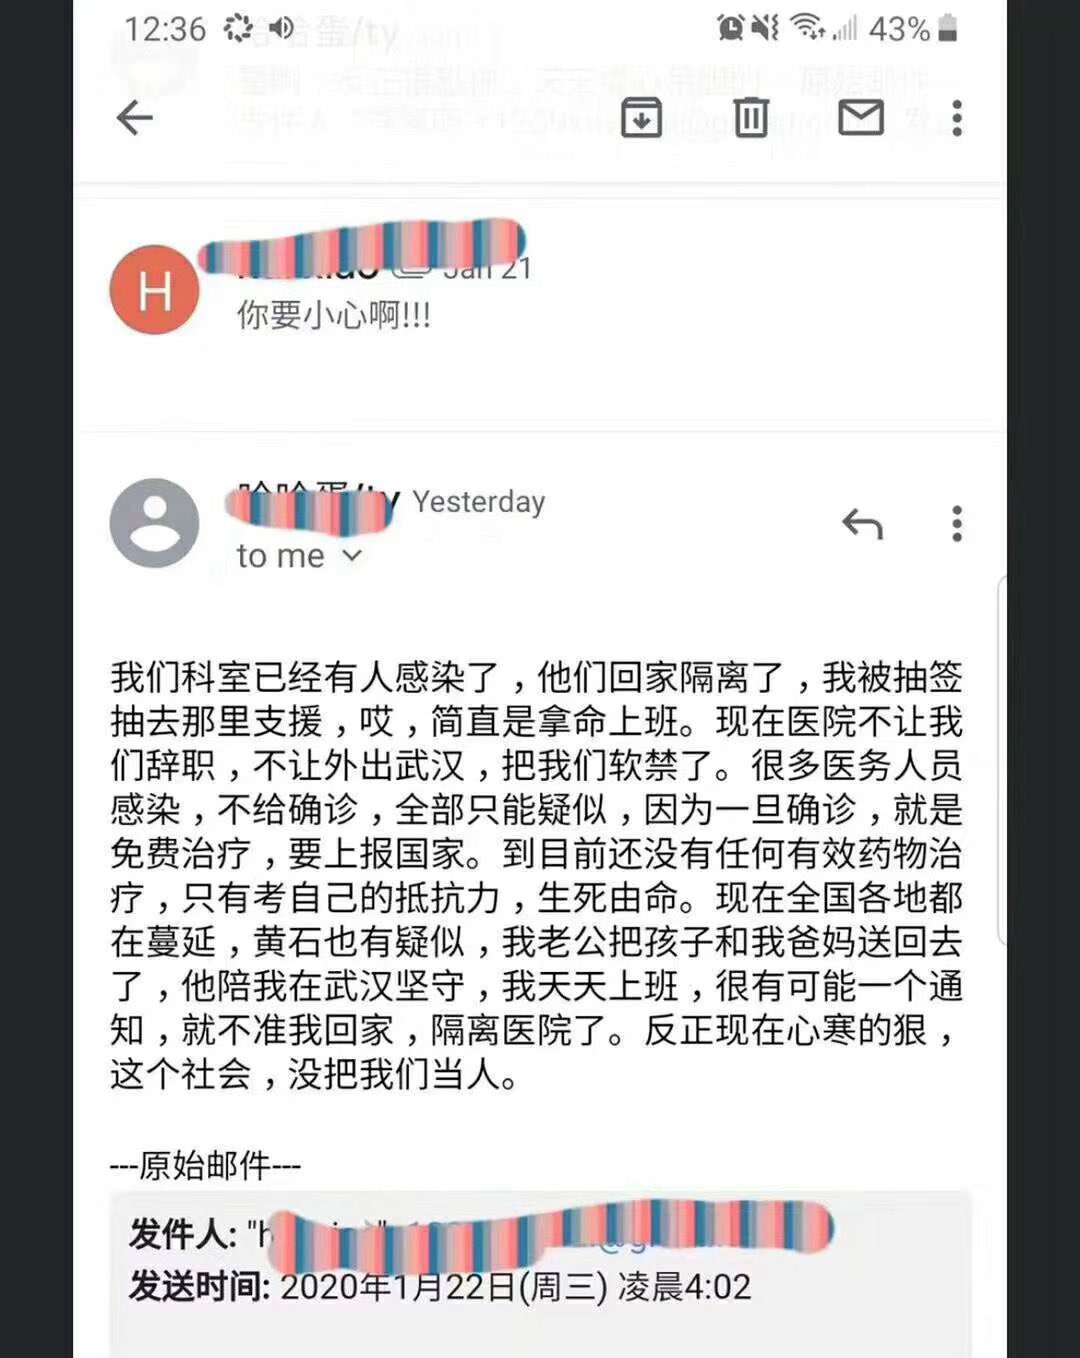 12:36
43%
H
Jan 21
你要小心啊!!!
Yesterday
to me
我们科室已经有人感染了，他们回家隔离了，我被抽签
抽去那里支援，哎，简直是拿命上班。现在医院不让我
们辞职，不让外出武汉，把我们软禁了。很多医务人员
感染，不给确诊，全部只能疑似，因为一旦确诊，就是
免费治疗，要上报国家。到目前还没有任何有效药物治
疗，只有考自己的抵抗力，生死由命。现在全国各地都
在蔓延，黄石也有疑似，我老公把孩子和我爸妈送回去
了，他陪我在武汉坚守，我天天上班，很有可能一个通
知，就不准我回家，隔离医院了。反正现在心寒的狠，
这个社会，没把我们当人。
---原始邮件---
发件人: "h
发送时间: 2020年1月22日(周三) 凌晨4:02